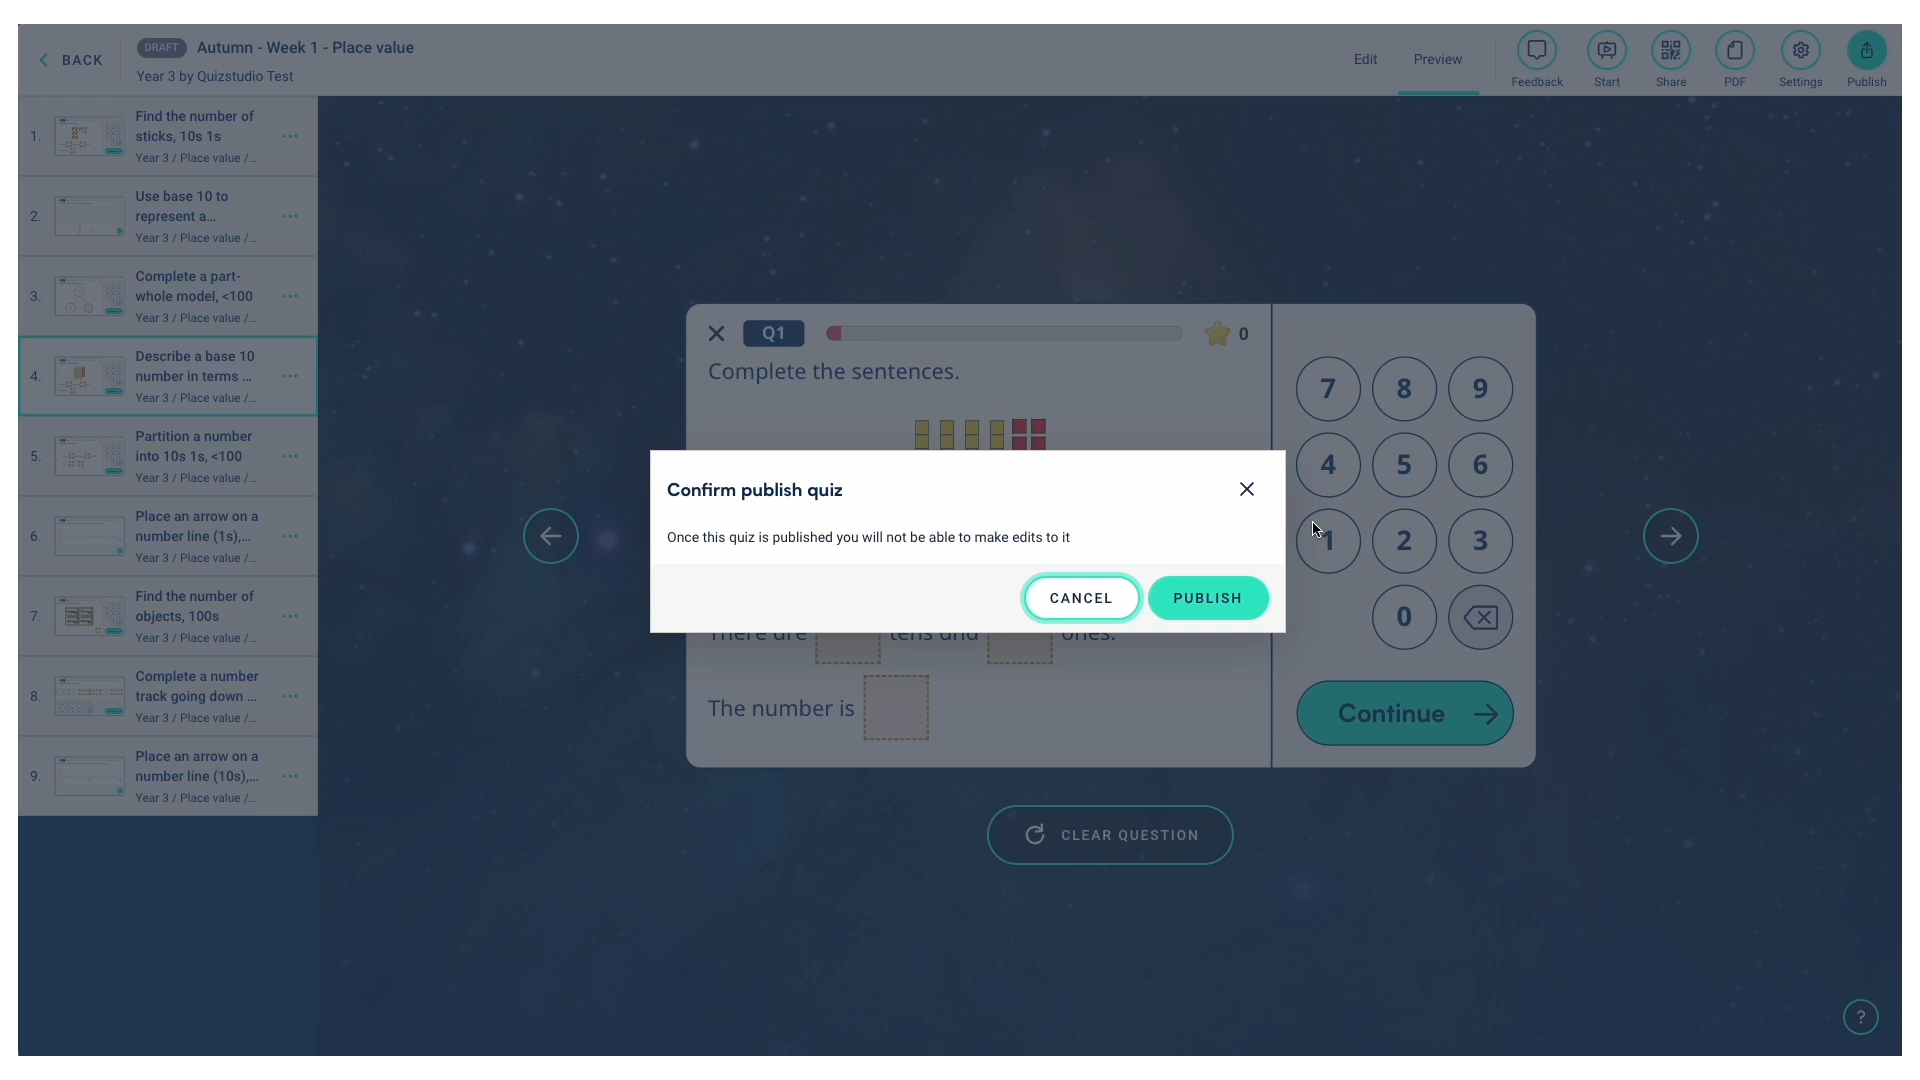 BACK
DRAFT Autumn - Week 1 - Place value
Year 3 by Quizstudio Test
Edit
Preview
Feedback
Start
Share
PDF
Settings
Publish
1.
Find the number of
sticks, 10s 1s
Year 3 / Place value /...
2.
Use base 10 to
represent a...
Year 3 / Place value /...
3.
Complete a part-
whole model, <100
Year 3 / Place value /...
4.
Describe a base 10
number in terms ...
Year 3 / Place value /...
5.
Partition a number
into 10s 1s, <100
Year 3 / Place value /...
6.
Place an arrow on a
number line (1s),...
Year 3 / Place value /...
7.
Find the number of
objects, 100s
Year 3 / Place value /...
8.
Complete a number
track going down ...
Year 3 / Place value /...
9.
Place an arrow on a
number line (10s),...
Year 3 / Place value /...
Q1
0
Complete the sentences.
Confirm publish quiz
Once this quiz is published you will not be able to make edits to it
CANCEL
PUBLISH
There are tens and ones.
The number is
7 8 9
4 5 6
1 2 3
0
Continue
CLEAR QUESTION
?